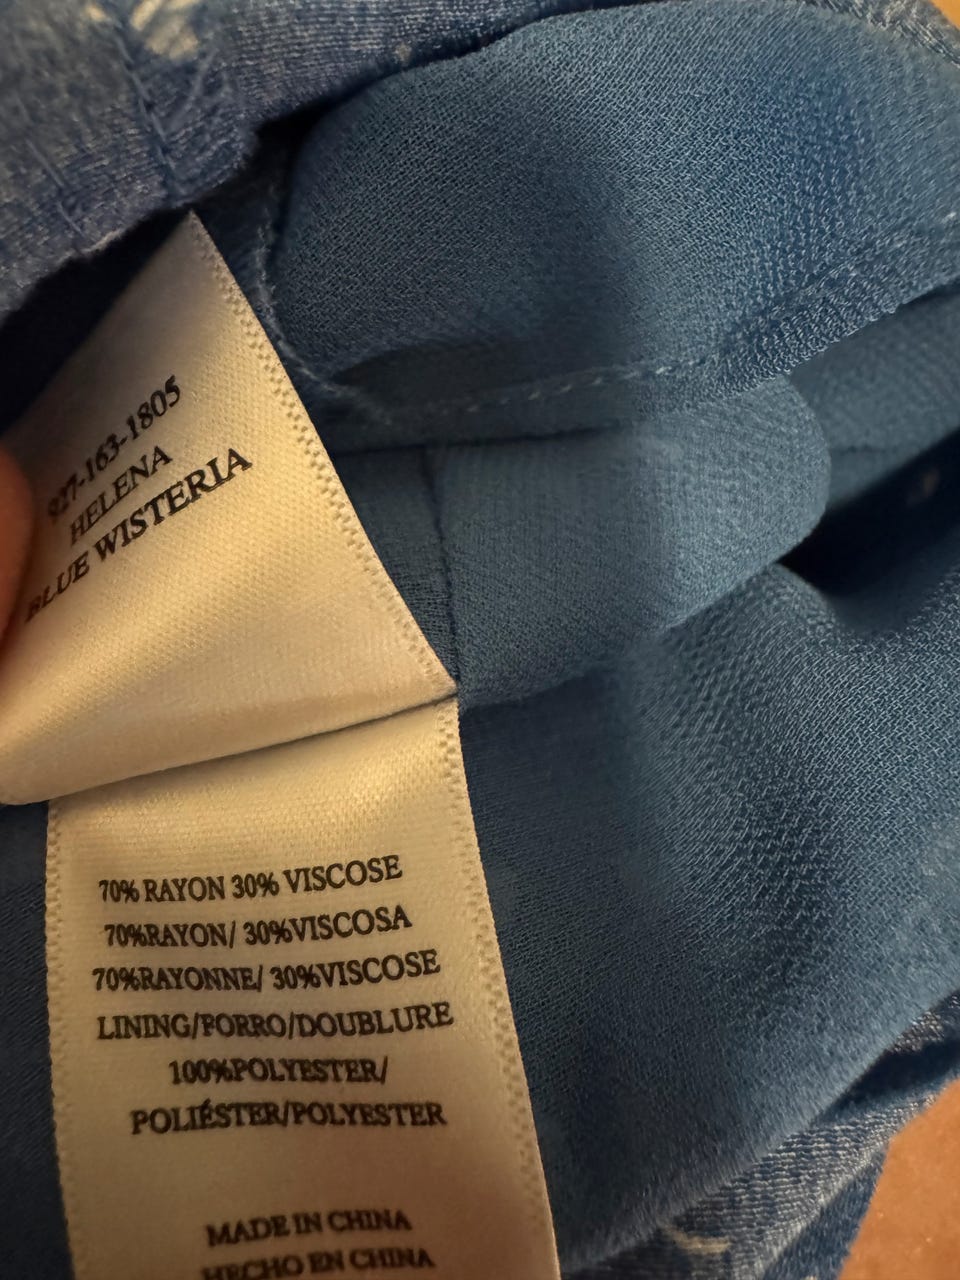 927-163-1805
HELENA
BLUE WISTERIA
70% RAYON 30% VISCOSE
70%RAYON/ 30%VISCOSA
70%RAYONNE/ 30%VISCOSE
LINING/FORRO/DOUBLURE
100%POLYESTER/
POLIÉSTER/POLYESTER
MADE IN CHINA
HECHO EN CHINA